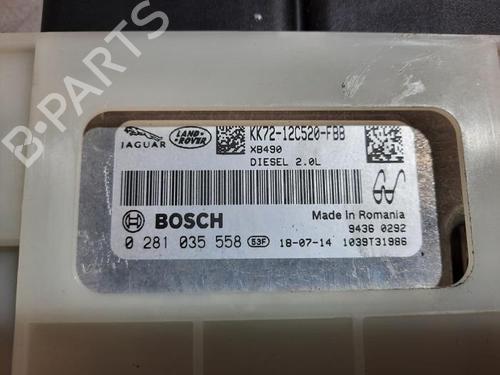 JAGUAR
LAND-
ROVER
KK72-12C520-FBB
XB490
DIESEL 2.0L
BOSCH
Made in Romania
9436 0292
0 281 035 558 53F 18-07-14 1039T31986
B-PARTS